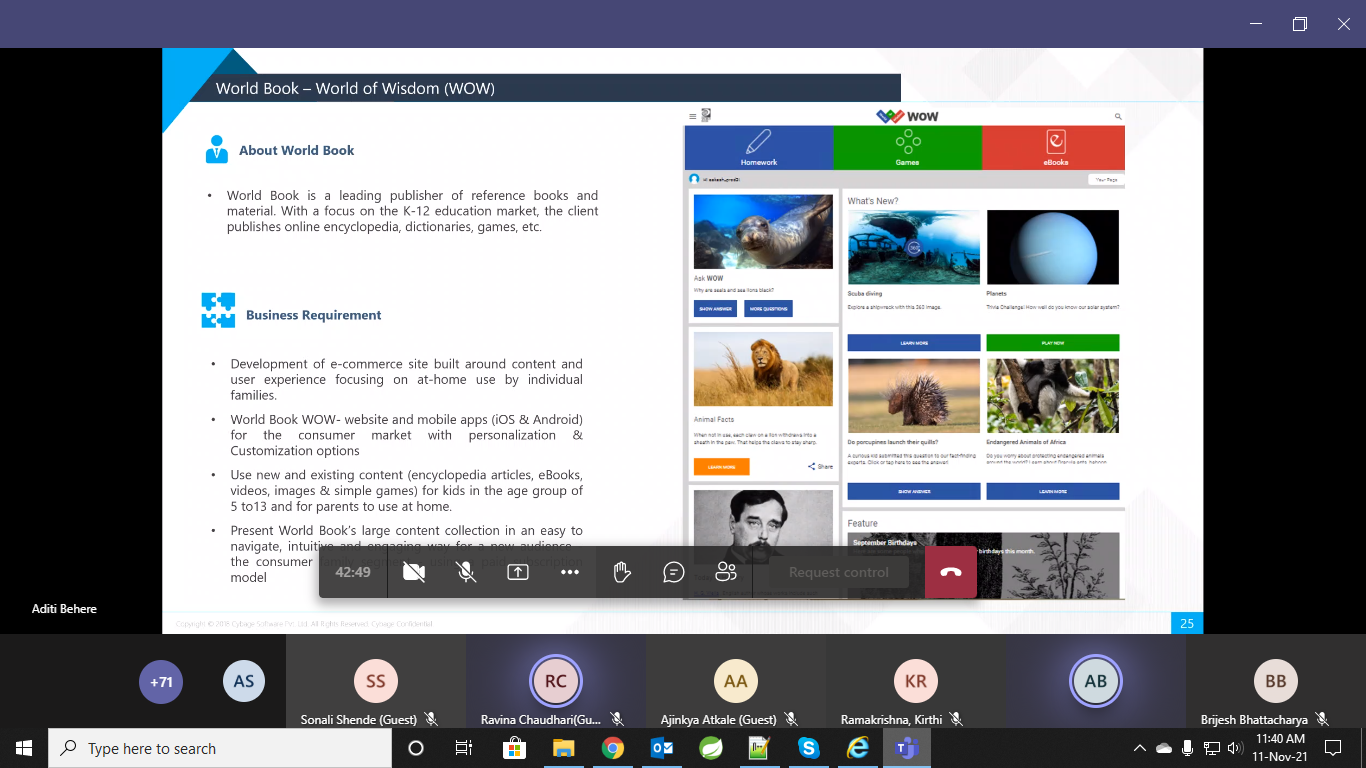 World Book – World of Wisdom (WOW)
About World Book
• World Book is a leading publisher of reference books and
material. With a focus on the K-12 education market, the client
publishes online encyclopedia, dictionaries, games, etc.
Business Requirement
• Development of e-commerce site built around content and
user experience focusing on at-home use by individual
families.
• World Book WOW- website and mobile apps (iOS & Android)
for the consumer market with personalization &
Customization options
• Use new and existing content (encyclopedia articles, eBooks,
videos, images & simple games) for kids in the age group of
5 to13 and for parents to use at home.
• Present World Book's large content collection in an easy to
navigate, intuitive and engaging way for a new audience -
the consumer
model
WOW
Homework
Games
eBooks
Your Page
Ask WOW
Why are seals and sea lions black?
SHOW ANSWER
MORE QUESTIONS
Animal Facts
When not in use, each claw on a lion withdraws into a
sheath in the paw. That helps the claws to stay sharp.
LEARN MORE
Share
What's New?
Scuba diving
Explore a shipwreck with this 360 image.
LEARN MORE
Planets
Trivia Challenge! How well do you know our solar system?
PLAY NOW
Do porcupines launch their quills?
A curious kid submitted this question to our fact-finding
experts. Click or tap here to see the answer!
SHOW ANSWER
Endangered Animals of Africa
Do you worry about protecting endangered animals
LEARN MORE
Feature
September Birthdays
birthdays this month.
42:49
Request control
Aditi Behere
Copyright © 2016 Cybage Software Pvt. Ltd. All Rights Reserved. Cybage Confidential
25
+71
AS
SS
RC
AA
KR
AB
BB
Sonali Shende (Guest)
Ravina Chaudhari(Gu...
Ajinkya Atkale (Guest)
Ramakrishna, Kirthi
Brijesh Bhattacharya
Type here to search
11:40 AM
11-Nov-21